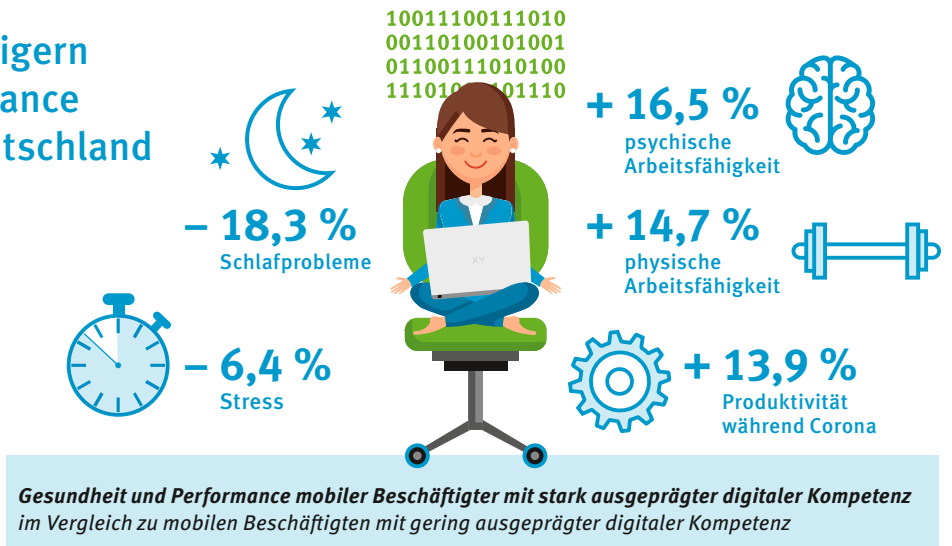 igern
ance
tschland
10011100111010
00110100101001
01100111010100
11101 01110
– 18,3 %
Schlafprobleme
– 6,4 %
Stress
XY
+ 16,5 %
psychische
Arbeitsfähigkeit
+ 14,7 %
physische
Arbeitsfähigkeit
+ 13,9 %
Produktivität
während Corona
Gesundheit und Performance mobiler Beschäftigter mit stark ausgeprägter digitaler Kompetenz
im Vergleich zu mobilen Beschäftigten mit gering ausgeprägter digitaler Kompetenz